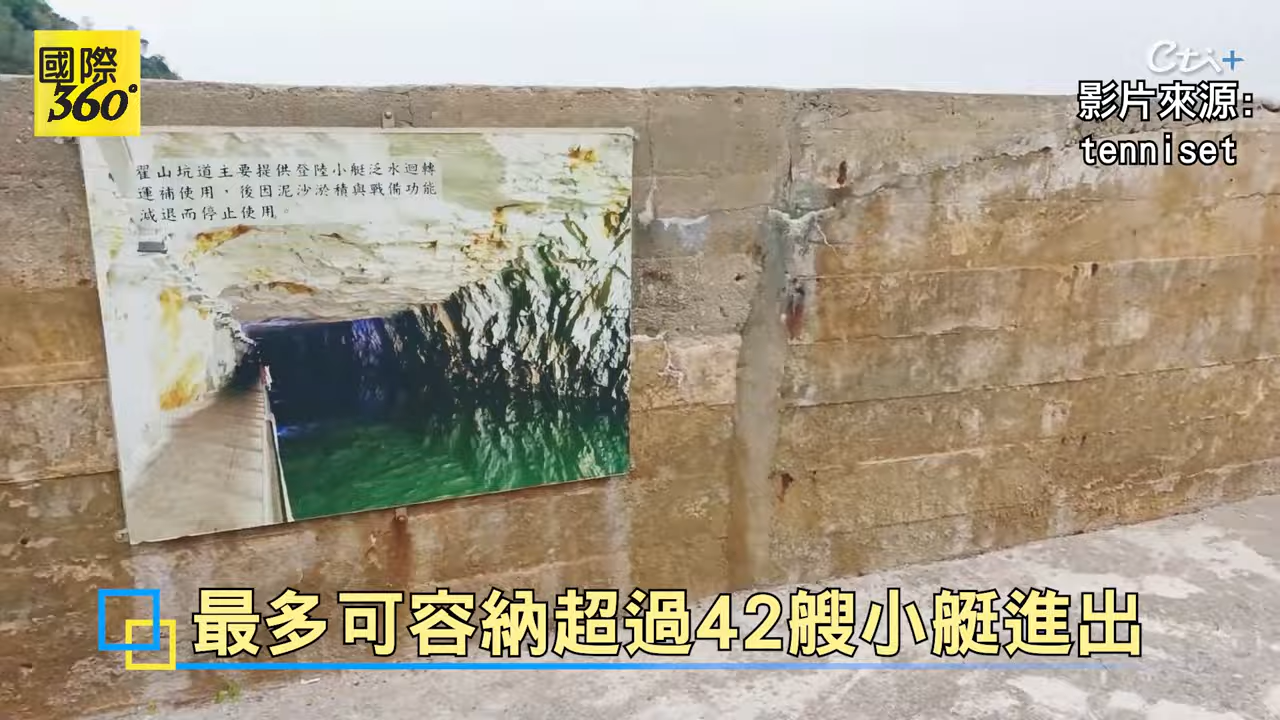 國際
360°
Cti+
影片來源:
tenniset
翟山坑道主要提供登陸小艇泛水迴轉
運補使用，後因泥沙淤積與戰備功能
減退而停止使用。
最多可容納超過42艘小艇進出